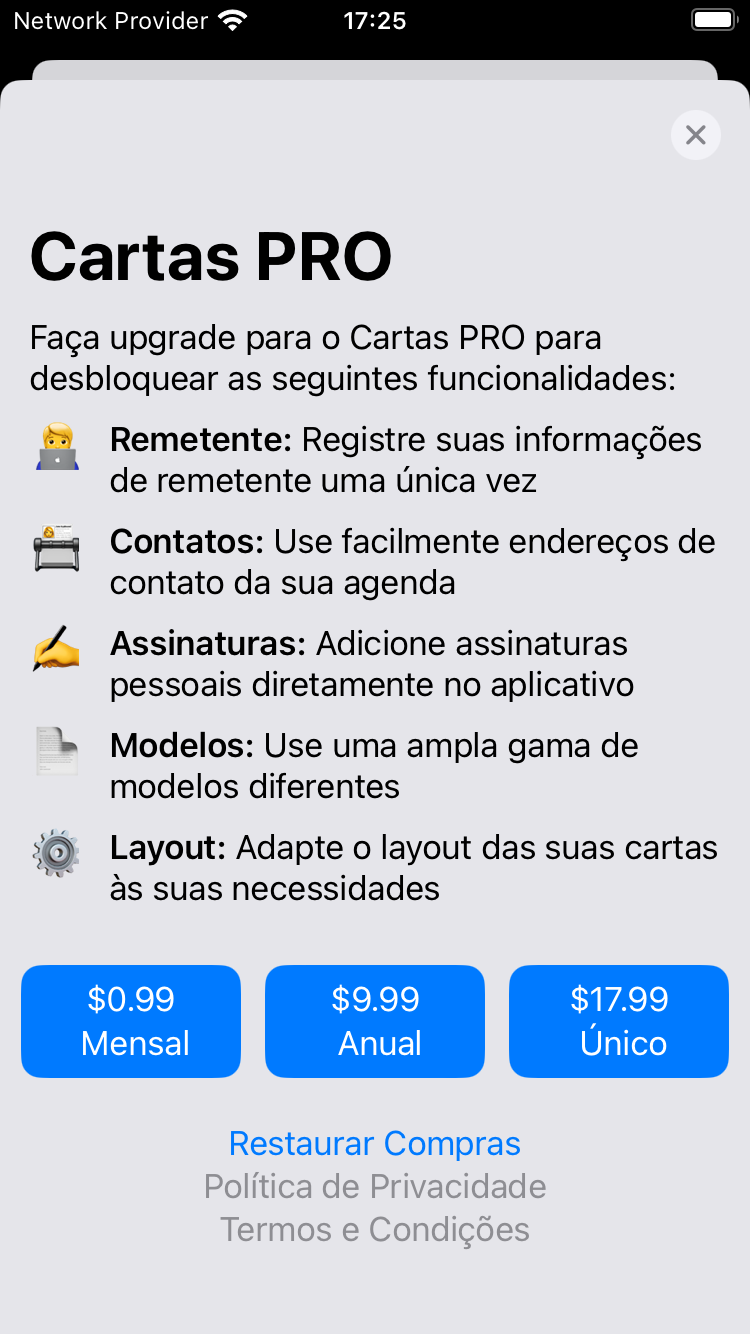 Network Provider 17:25
Cartas PRO
Faça upgrade para o Cartas PRO para
desbloquear as seguintes funcionalidades:
Remetente: Registre suas informações
de remetente uma única vez
Contatos: Use facilmente endereços de
contato da sua agenda
Assinaturas: Adicione assinaturas
pessoais diretamente no aplicativo
Modelos: Use uma ampla gama de
modelos diferentes
Layout: Adapte o layout das suas cartas
às suas necessidades
$0.99
Mensal
$9.99
Anual
$17.99
Único
Restaurar Compras
Política de Privacidade
Termos e Condições